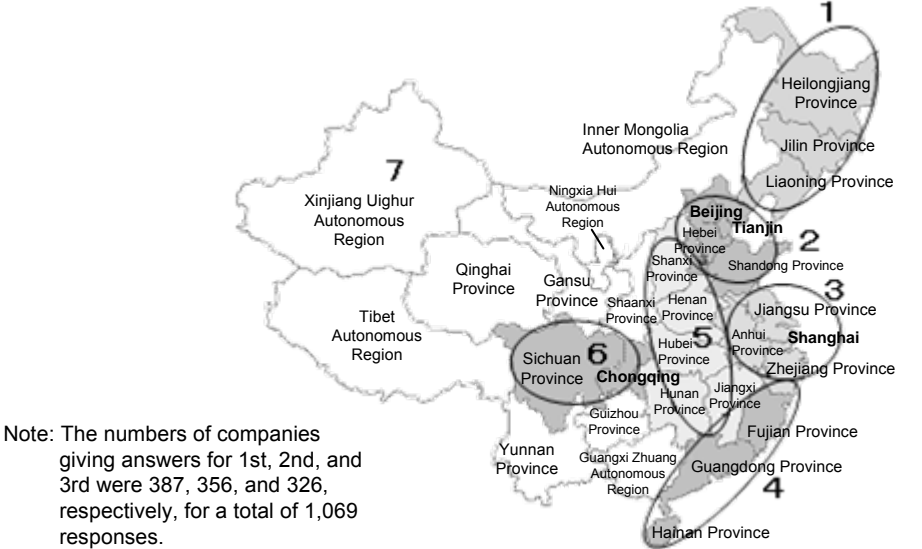 1
Heilongjiang
Province
Inner Mongolia
Autonomous Region
Jilin Province
Liaoning Province
7
Xinjiang Uighur
Autonomous
Region
Ningxia Hui
Autonomous
Region
Beijing
Tianjin
Hebei
Province
2
Shanxi
Province
Shandong Province
Qinghai
Province
Gansu
Province
Shaanxi
Province
Henan
Province
3
Jiangsu Province
Tibet
Autonomous
Region
5
Anhui
Province
Shanghai
Hubei
Province
6
Sichuan
Province
Chongqing
Zhejiang Province
Hunan
Province
Jiangxi
Province
Guizhou
Province
Fujian Province
Yunnan
Province
Guangxi Zhuang
Autonomous
Region
Guangdong Province
4
Hainan Province
Note: The numbers of companies
giving answers for 1st, 2nd, and
3rd were 387, 356, and 326,
respectively, for a total of 1,069
responses.